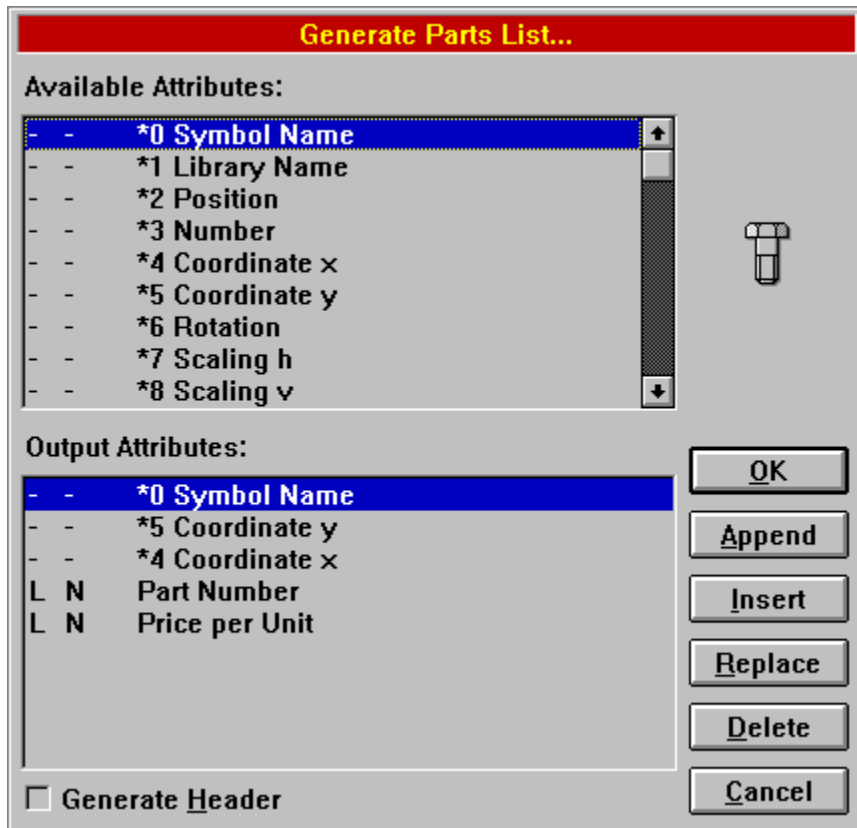 Generate Parts List...
Available Attributes:
- - *0 Symbol Name
- - *1 Library Name
- - *2 Position
- - *3 Number
- - *4 Coordinate x
- - *5 Coordinate y
- - *6 Rotation
- - *7 Scaling h
- - *8 Scaling v
Output Attributes:
- - *0 Symbol Name
- - *5 Coordinate y
- - *4 Coordinate x
L N Part Number
L N Price per Unit
OK
Append
Insert
Replace
Delete
Cancel
Generate Header